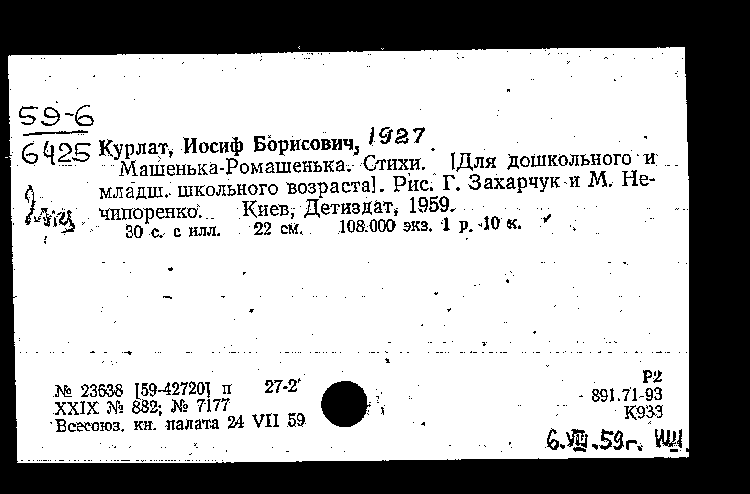 59-6
6425
Курлат, Иосиф Борисович, 1927.
Машенька-Ромашенька. Стихи. [Для дошкольного и
младш. школьного возраста]. Рис. Г. Захарчук и М. Не-
чипоренко. Киев, Детиздат, 1959.
30 с. с илл. 22 см. 108.000 экз. 1 р. 10 к.
№ 23638 [59-42720] п 27-2
XXIX № 882; № 7177
Всесоюз. кн. палата 24 VII 59
Р2
891.71-93
К933
6.VIII.59г.